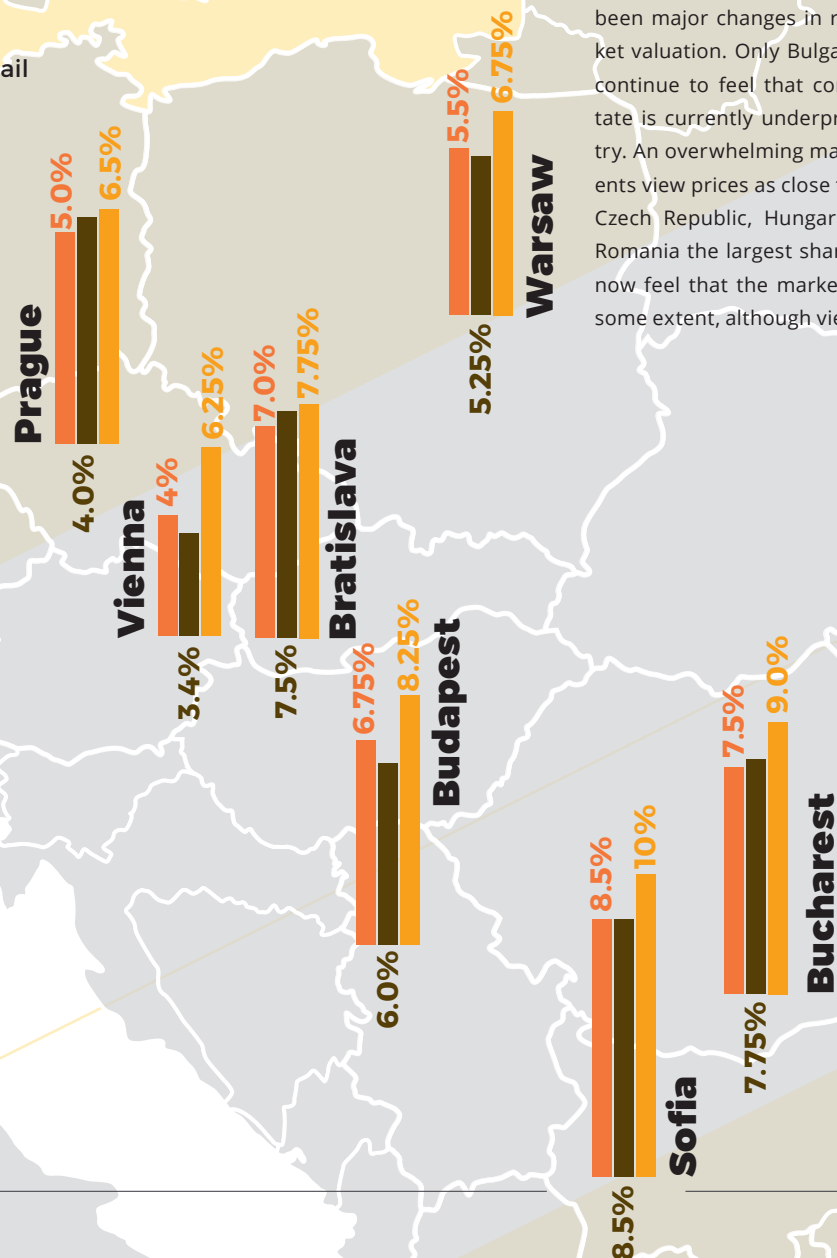 ail
been major changes in r
ket valuation. Only Bulga
continue to feel that co
tate is currently underpr
try. An overwhelming ma
ents view prices as close
Czech Republic, Hungar
Romania the largest shar
now feel that the marke
some extent, although vie
Prague
5.0%
4.0%
6.5%
Vienna
4%
3.4%
6.25%
Bratislava
7.0%
7.5%
7.75%
Warsaw
5.5%
5.25%
6.75%
Budapest
6.75%
6.0%
8.25%
Sofia
8.5%
8.5%
10%
Bucharest
7.5%
7.75%
9.0%